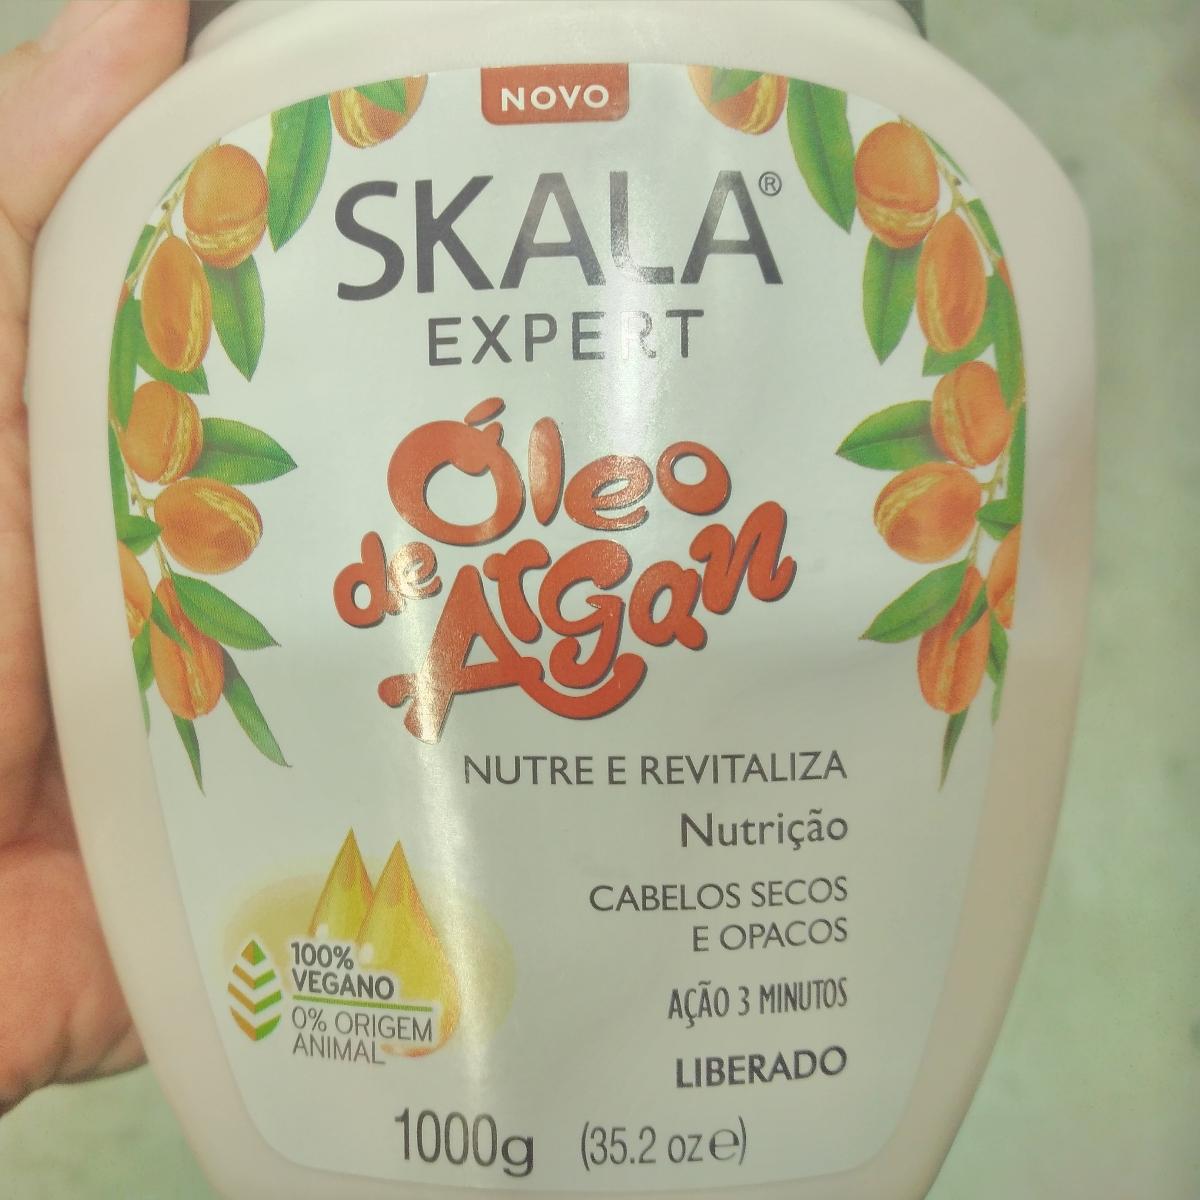 NOVO
SKALA®
EXPERT
Óleo
de Argan
NUTRE E REVITALIZA
Nutrição
CABELOS SECOS
E OPACOS
AÇÃO 3 MINUTOS
LIBERADO
100%
VEGANO
0% ORIGEM
ANIMAL
1000g (35.2 oz ℮)